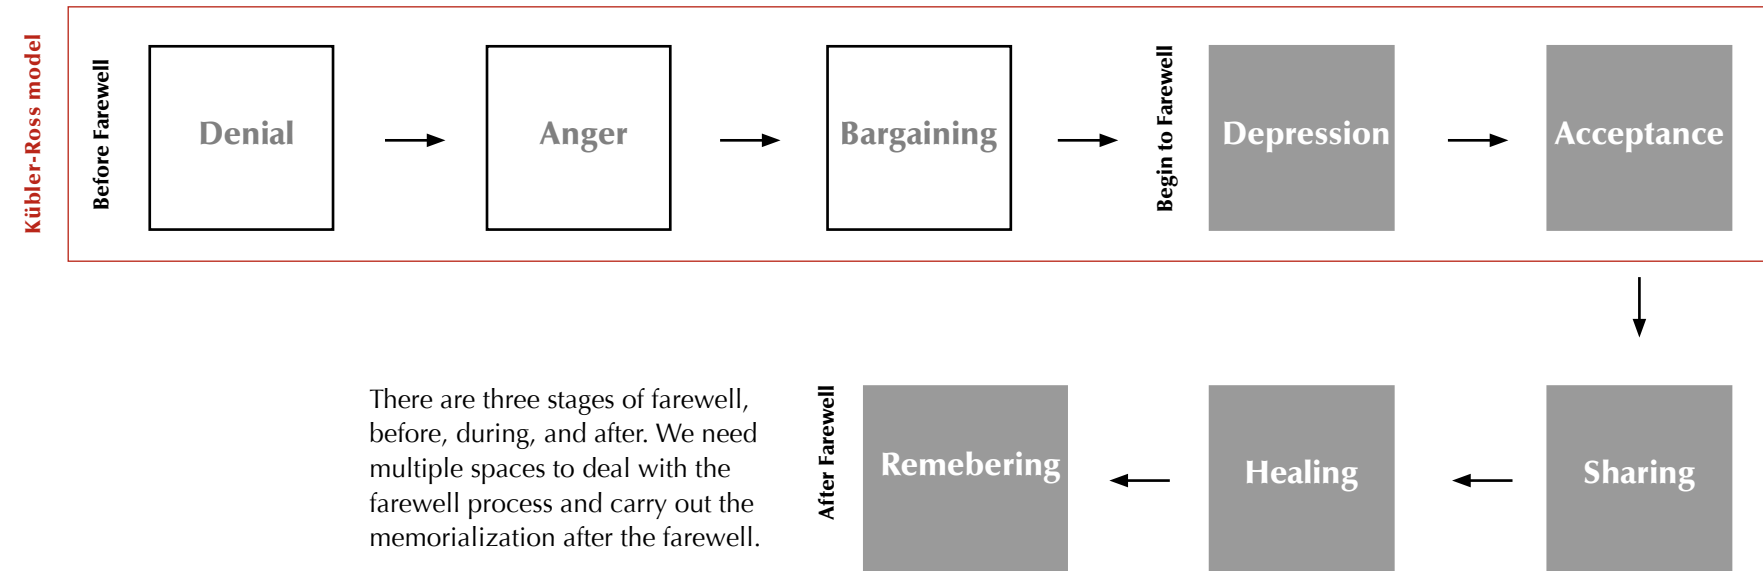 Kübler-Ross model
Before Farewell
Denial
Anger
Bargaining
Begin to Farewell
Depression
Acceptance
There are three stages of farewell,
before, during, and after. We need
multiple spaces to deal with the
farewell process and carry out the
memorialization after the farewell.
After Farewell
Remebering
Healing
Sharing